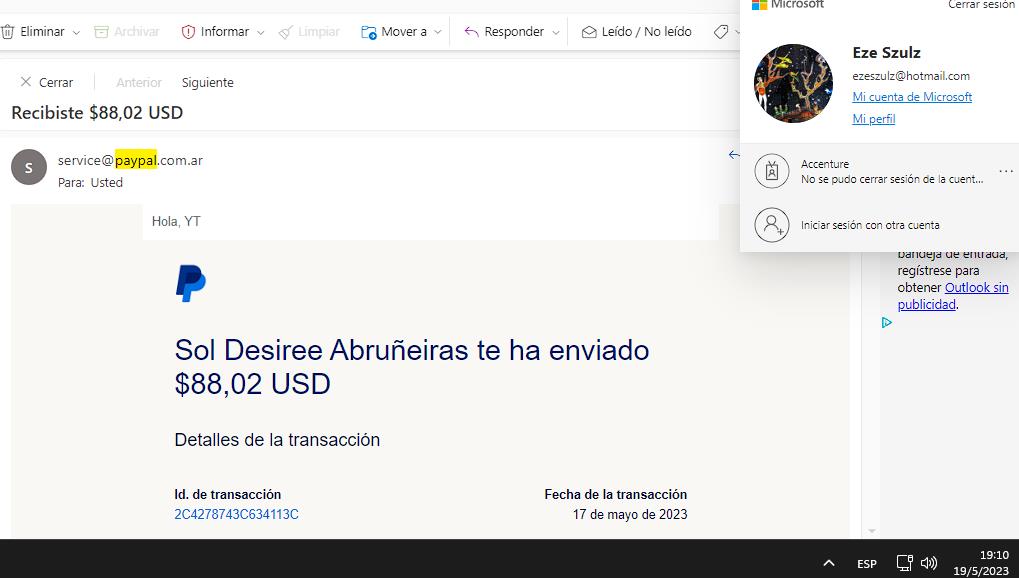 Microsoft
Cerrar sesión
Eliminar
Archivar
Informar
Limpiar
Mover a
Responder
Leído / No leído
Cerrar
Anterior
Siguiente
Recibiste $88,02 USD
Eze Szulz
ezeszulz@hotmail.com
Mi cuenta de Microsoft
Mi perfil
S
service@paypal.com.ar
Para: Usted
Accenture
No se pudo cerrar sesión de la cuent...
Iniciar sesión con otra cuenta
Hola, YT
bandeja de entrada,
regístrese para
obtener Outlook sin
publicidad.
Sol Desiree Abruñeiras te ha enviado
$88,02 USD
Detalles de la transacción
Id. de transacción
Fecha de la transacción
2C4278743C634113C
17 de mayo de 2023
ESP
19:10
19/5/2023